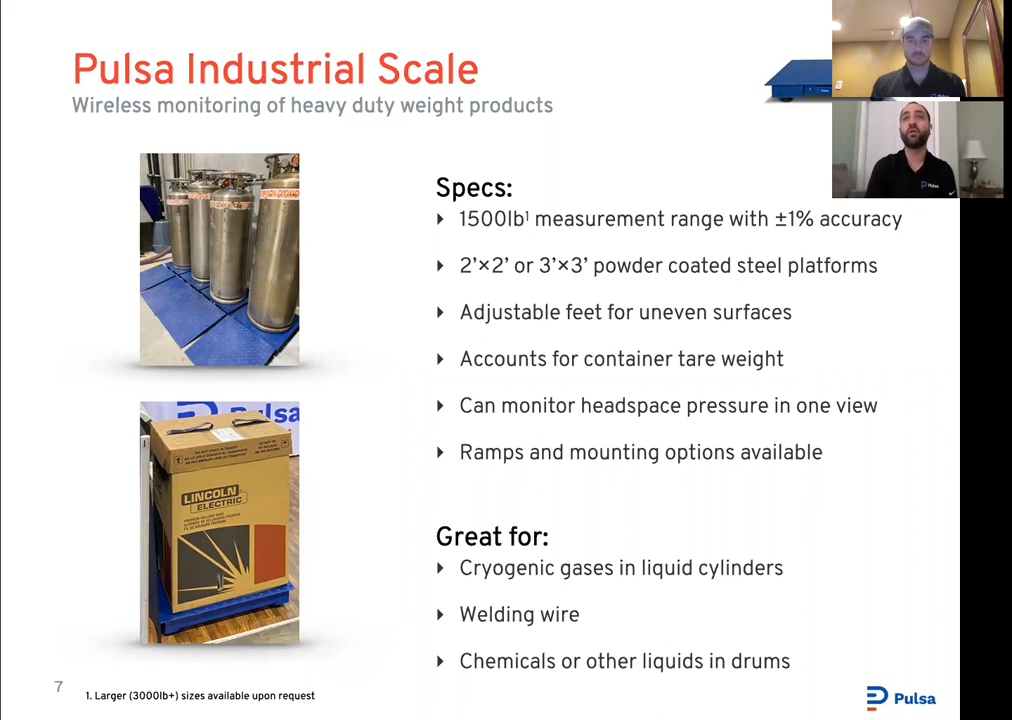 Pulsa Industrial Scale
Wireless monitoring of heavy duty weight products
Specs:
1500lb¹ measurement range with ±1% accuracy
2’×2’ or 3’×3’ powder coated steel platforms
Adjustable feet for uneven surfaces
Accounts for container tare weight
Can monitor headspace pressure in one view
Ramps and mounting options available
Pulsa
LINCOLN
ELECTRIC
Great for:
Cryogenic gases in liquid cylinders
Welding wire
Chemicals or other liquids in drums
7
1. Larger (3000lb+) sizes available upon request
Pulsa
Pulsa
Pulsa